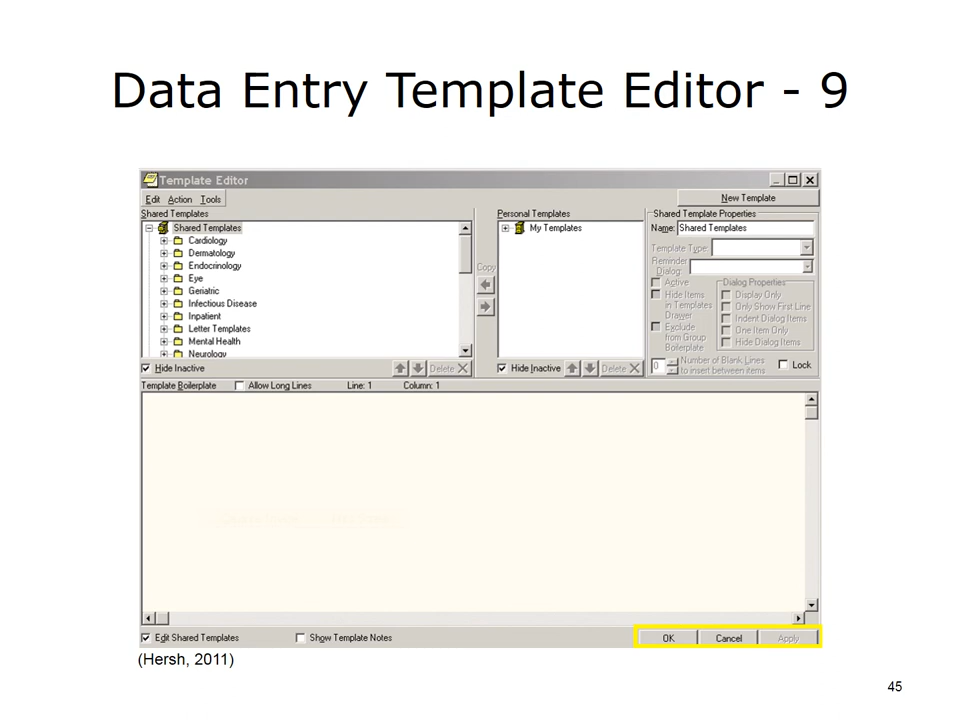 Data Entry Template Editor - 9
Template Editor
Edit Action Tools
New Template
Shared Templates
Shared Templates
Cardiology
Dermatology
Endocrinology
Eye
Geriatric
Infectious Disease
Inpatient
Letter Templates
Mental Health
Neurology
Hide Inactive
Delete
Copy
Personal Templates
My Templates
Hide Inactive
Delete
Shared Template Properties
Name: Shared Templates
Template Type:
Reminder
Dialog:
Active
Hide Items
in Templates
Drawer
Exclude
from Group
Boilerplate
Dialog Properties
Display Only
Only Show First Line
Indent Dialog Items
One Item Only
Hide Dialog Items
0 Number of Blank Lines
to insert between items
Lock
Template Boilerplate Allow Long Lines Line: 1 Column: 1
Edit Shared Templates Show Template Notes OK Cancel Apply
(Hersh, 2011)
45